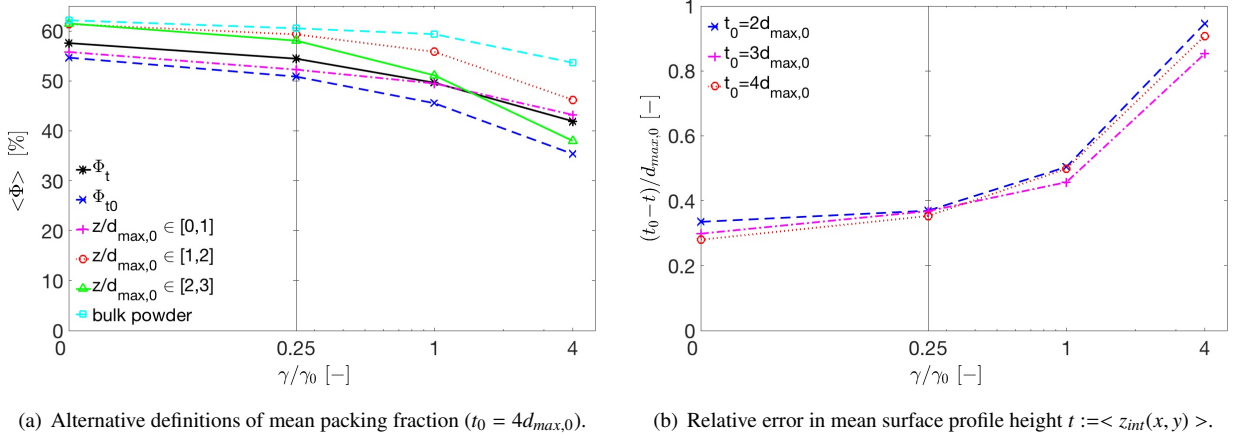 <Φ> [%]
60
50
40
30
20
10
0
0 0.25 1 4
γ/γ₀ [−]
Φt
Φt0
z/dmax,0 ∈ [0,1]
z/dmax,0 ∈ [1,2]
z/dmax,0 ∈ [2,3]
bulk powder
(a) Alternative definitions of mean packing fraction (t₀ = 4dmax,0).
(t₀−t)/dmax,0 [−]
1
0.8
0.6
0.4
0.2
0
0 0.25 1 4
γ/γ₀ [−]
t₀=2dmax,0
t₀=3dmax,0
t₀=4dmax,0
(b) Relative error in mean surface profile height t :=< zint(x, y) >.